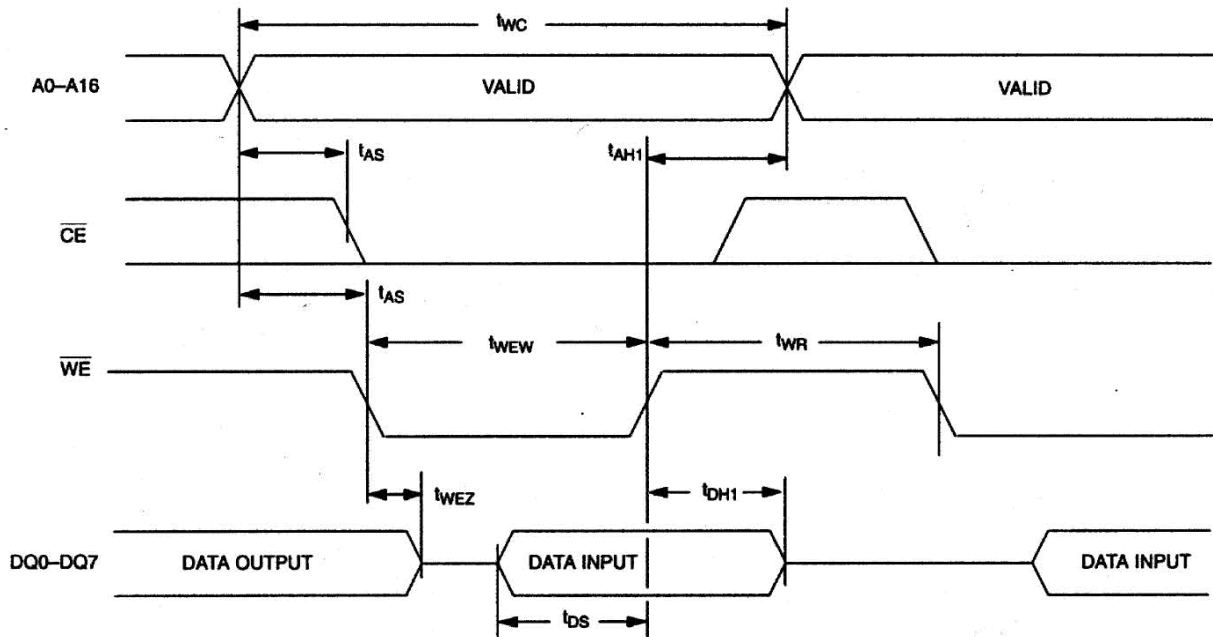 tWC
A0–A16
VALID
VALID
tAS
tAH1
CE
tAS
tWEW
tWR
WE
tWEZ
tDH1
DQ0–DQ7
DATA OUTPUT
DATA INPUT
DATA INPUT
tDS